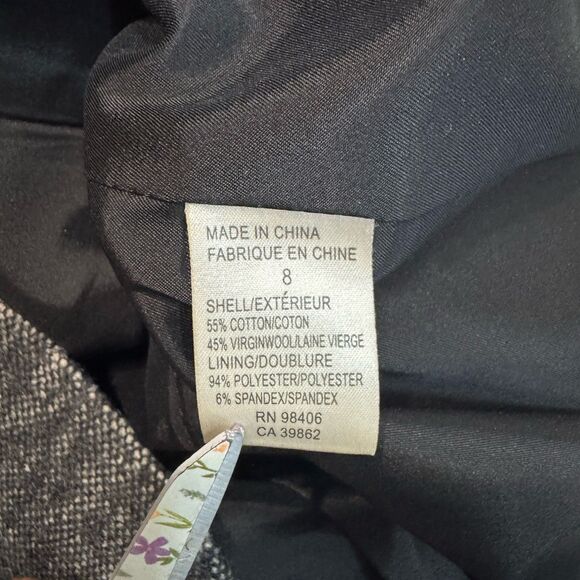 MADE IN CHINA
FABRIQUE EN CHINE
8
SHELL/EXTÉRIEUR
55% COTTON/COTON
45% VIRGINWOOL/LAINE VIERGE
LINING/DOUBLURE
94% POLYESTER/POLYESTER
6% SPANDEX/SPANDEX
RN 98406
CA 39862